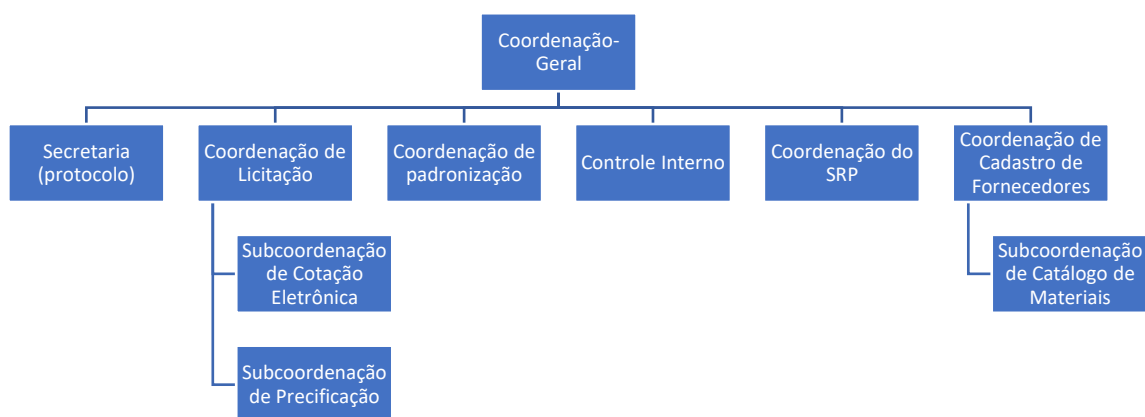 Coordenação-
Geral
Secretaria
(protocolo)
Coordenação de
Licitação
Coordenação de
padronização
Controle Interno
Coordenação do
SRP
Coordenação de
Cadastro de
Fornecedores
Subcoordenação
de Cotação
Eletrônica
Subcoordenação
de Catálogo de
Materiais
Subcoordenação
de Precificação